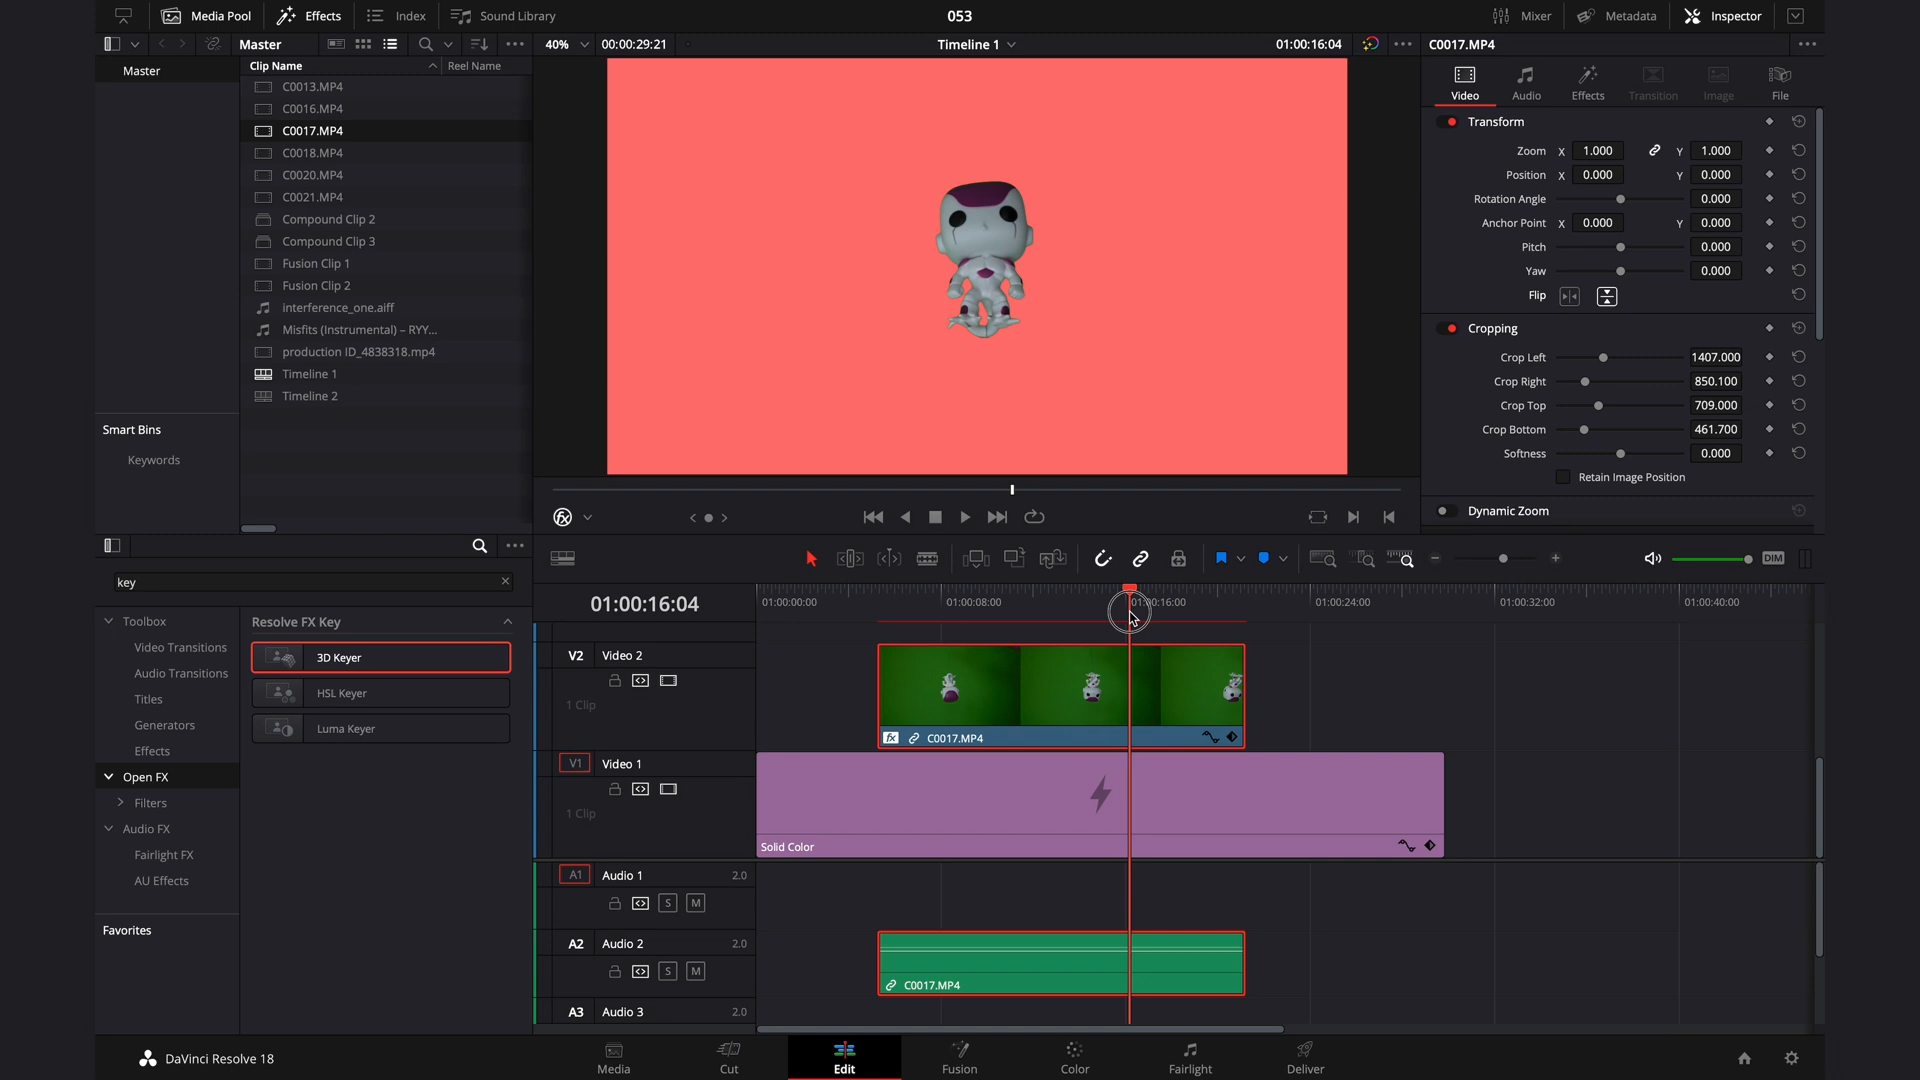 Media Pool Effects Index Sound Library 053 Mixer Metadata Inspector
Master 40% 00:00:29:21 Timeline 1 01:00:16:04 C0017.MP4
Master
Clip Name Reel Name
C0013.MP4
C0016.MP4
C0017.MP4
C0018.MP4
C0020.MP4
C0021.MP4
Compound Clip 2
Compound Clip 3
Fusion Clip 1
Fusion Clip 2
interference_one.aiff
Misfits (Instrumental) – RYY...
production ID_4838318.mp4
Timeline 1
Timeline 2
Smart Bins
Keywords
Video Audio Effects Transition Image File
Transform
Zoom X 1.000 Y 1.000
Position X 0.000 Y 0.000
Rotation Angle 0.000
Anchor Point X 0.000 Y 0.000
Pitch 0.000
Yaw 0.000
Flip
Cropping
Crop Left 1407.000
Crop Right 850.100
Crop Top 709.000
Crop Bottom 461.700
Softness 0.000
Retain Image Position
Dynamic Zoom
DIM
key
Toolbox
Video Transitions
Audio Transitions
Titles
Generators
Effects
Open FX
Filters
Audio FX
Fairlight FX
AU Effects
Favorites
Resolve FX Key
3D Keyer
HSL Keyer
Luma Keyer
01:00:16:04 01:00:00:00 01:00:08:00 01:00:16:00 01:00:24:00 01:00:32:00 01:00:40:00
V2 Video 2
1 Clip
fx C0017.MP4
V1 Video 1
1 Clip
Solid Color
A1 Audio 1 2.0
S M
A2 Audio 2 2.0
S M
C0017.MP4
A3 Audio 3 2.0
DaVinci Resolve 18 Media Cut Edit Fusion Color Fairlight Deliver